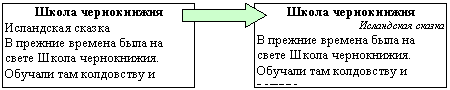 Школа чернокнижия
Исландская сказка
В прежние времена была на
свете Школа чернокнижия.
Обучали там колдовству и
Школа чернокнижия
Исландская сказка
В прежние времена была на
свете Школа чернокнижия.
Обучали там колдовству и